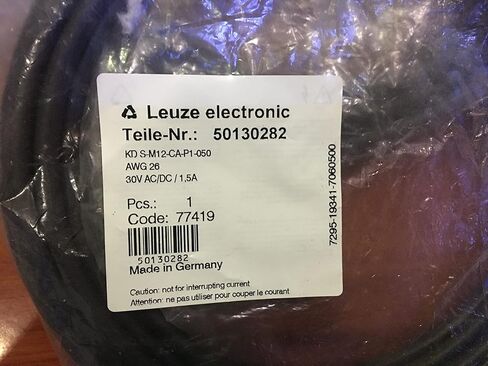 Leuze electronic
Teile-Nr.: 50130282
KD S-M12-CA-P1-050
AWG 26
30V AC/DC / 1,5A
Pcs.: 1
Code: 77419
50130282
Made in Germany
Caution: not for interrupting current
Attention: ne pas utiliser pour couper le courant
7295-19341-7060500